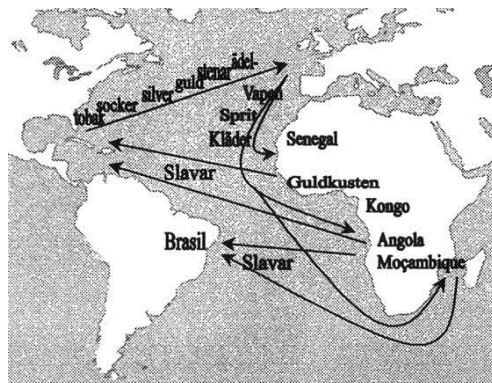 tobak socker silver guld stenar ädel-
Vapen
Sprit
Kläder
Senegal
Slavar
Guldkusten
Kongo
Brasil
Angola
Slavar
Moçambique